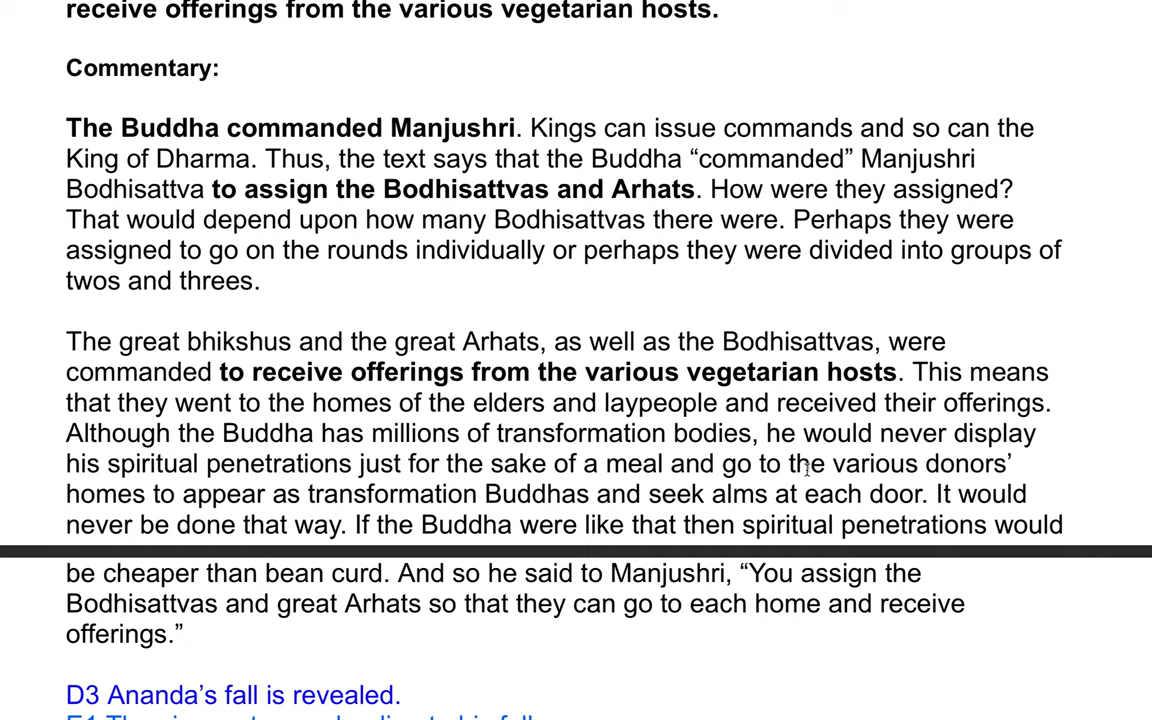 receive offerings from the various vegetarian hosts.
Commentary:
The Buddha commanded Manjushri. Kings can issue commands and so can the
King of Dharma. Thus, the text says that the Buddha “commanded” Manjushri
Bodhisattva to assign the Bodhisattvas and Arhats. How were they assigned?
That would depend upon how many Bodhisattvas there were. Perhaps they were
assigned to go on the rounds individually or perhaps they were divided into groups of
twos and threes.
The great bhikshus and the great Arhats, as well as the Bodhisattvas, were
commanded to receive offerings from the various vegetarian hosts. This means
that they went to the homes of the elders and laypeople and received their offerings.
Although the Buddha has millions of transformation bodies, he would never display
his spiritual penetrations just for the sake of a meal and go to the various donors’
homes to appear as transformation Buddhas and seek alms at each door. It would
never be done that way. If the Buddha were like that then spiritual penetrations would
be cheaper than bean curd. And so he said to Manjushri, “You assign the
Bodhisattvas and great Arhats so that they can go to each home and receive
offerings.”
D3 Ananda’s fall is revealed.